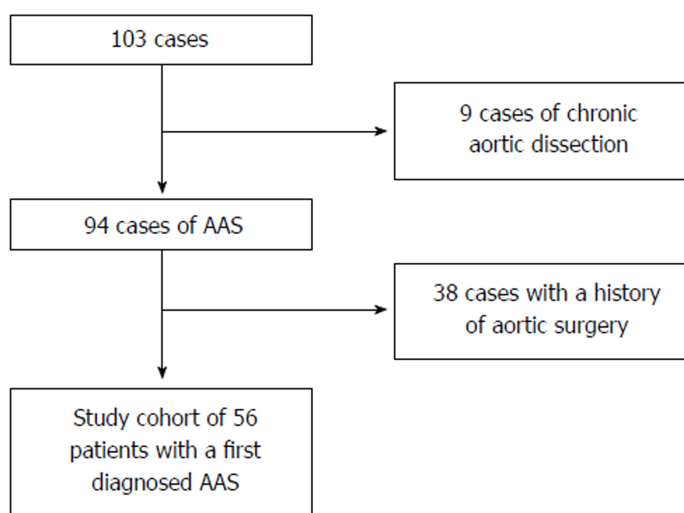 103 cases
9 cases of chronic
aortic dissection
94 cases of AAS
38 cases with a history
of aortic surgery
Study cohort of 56
patients with a first
diagnosed AAS